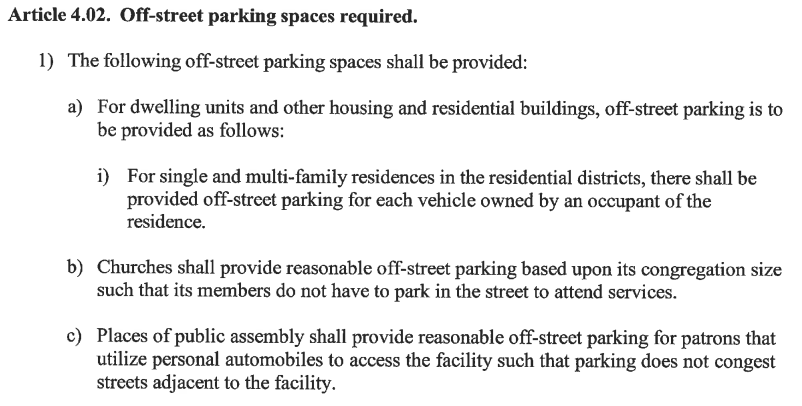 Article 4.02. Off-street parking spaces required.
1) The following off-street parking spaces shall be provided:
a) For dwelling units and other housing and residential buildings, off-street parking is to
be provided as follows:
i) For single and multi-family residences in the residential districts, there shall be
provided off-street parking for each vehicle owned by an occupant of the
residence.
b) Churches shall provide reasonable off-street parking based upon its congregation size
such that its members do not have to park in the street to attend services.
c) Places of public assembly shall provide reasonable off-street parking for patrons that
utilize personal automobiles to access the facility such that parking does not congest
streets adjacent to the facility.